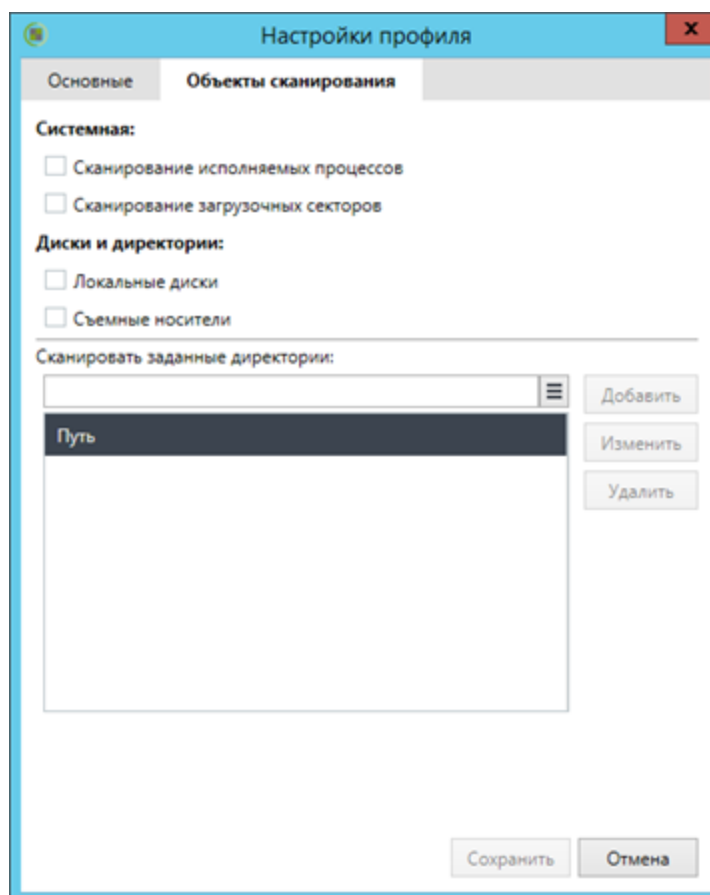 Настройки профиля
x
Основные
Объекты сканирования
Системная:
Сканирование исполняемых процессов
Сканирование загрузочных секторов
Диски и директории:
Локальные диски
Съемные носители
Сканировать заданные директории:
Добавить
Путь
Изменить
Удалить
Сохранить
Отмена